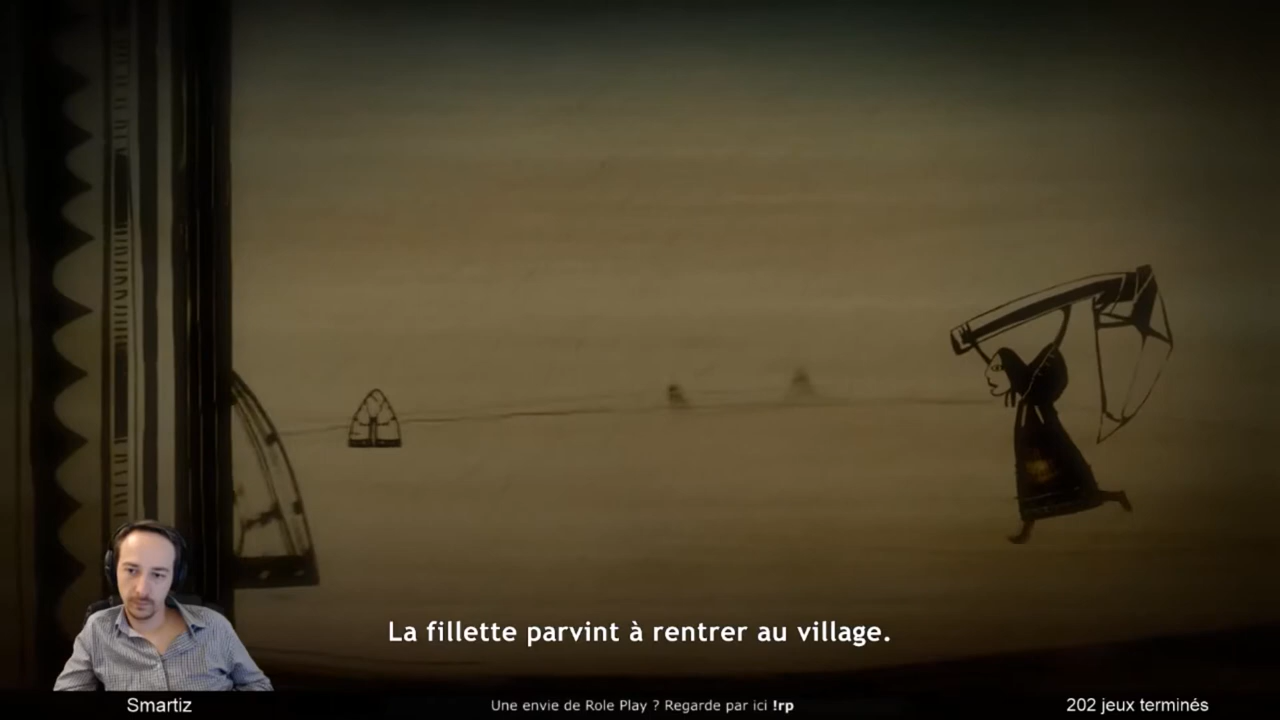 La fillette parvint à rentrer au village.
Smartiz
Une envie de Role Play ? Regarde par ici !rp
202 jeux terminés